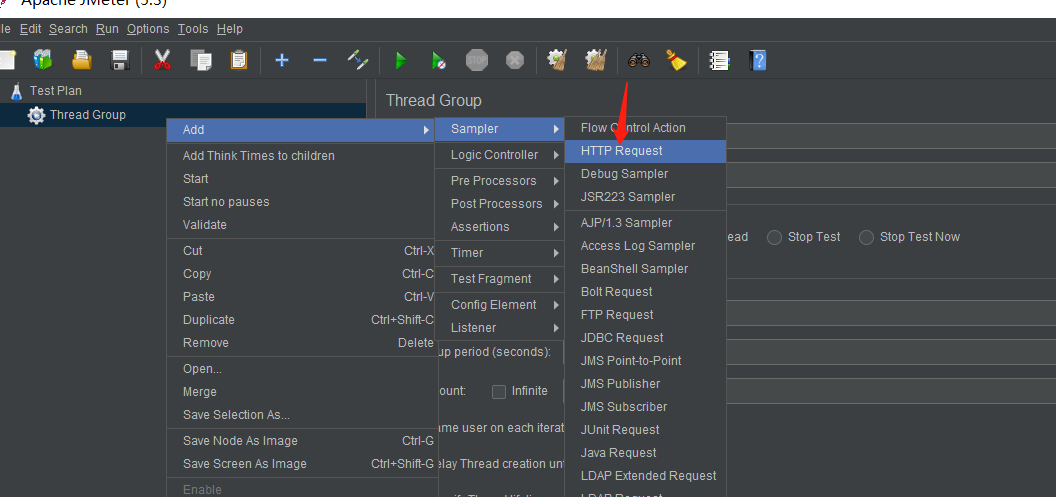 Apache JMeter (5.5)
le Edit Search Run Options Tools Help
STOP
Test Plan
Thread Group
Thread Group
Add
Add Think Times to children
Start
Start no pauses
Validate
Cut Ctrl-X
Copy Ctrl-C
Paste Ctrl-V
Duplicate Ctrl+Shift-C
Remove Delete
Open...
Merge
Save Selection As...
Save Node As Image Ctrl-G
Save Screen As Image Ctrl+Shift-G
Enable
Sampler
Logic Controller
Pre Processors
Post Processors
Assertions
Timer
Test Fragment
Config Element
Listener
Flow Control Action
HTTP Request
Debug Sampler
JSR223 Sampler
AJP/1.3 Sampler
Access Log Sampler
BeanShell Sampler
Bolt Request
FTP Request
JDBC Request
JMS Point-to-Point
JMS Publisher
JMS Subscriber
JUnit Request
Java Request
LDAP Extended Request
LDAP Request
ead Stop Test Stop Test Now
up period (seconds):
ount: Infinite
ame user on each iterat
elay Thread creation unt